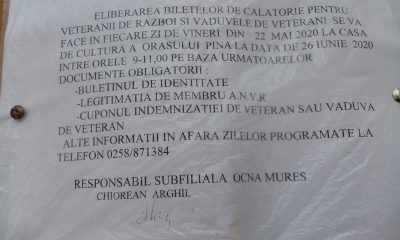 ELIBERAREA BILETELOR DE CALATORIE PENTRU
VETERANII DE RAZBOI SI VADUVELE DE VETERANI SE VA
FACE IN FIECARE ZI DE VINERI Din 22 MAI 2020 LA CASA
DE CULTURA A ORASULUI PINA LA DATA DE 26 IUNIE 2020
INTRE ORELE 9-11,00 PE BAZA URMATOARELOR
DOCUMENTE OBLIGATORII :
-BULETINUL DE IDENTITATE
-LEGITIMATIA DE MEMBRU A.N.V.R
-CUPONUL INDEMNIZATIEI DE VETERAN SAU VADUVA
DE VETERAN
ALTE INFORMATII IN AFARA ZILELOR PROGRAMATE LA
TELEFON 0258/871384
RESPONSABIL SUBFILIALA OCNA MURES
CHIOREAN ARGHIL